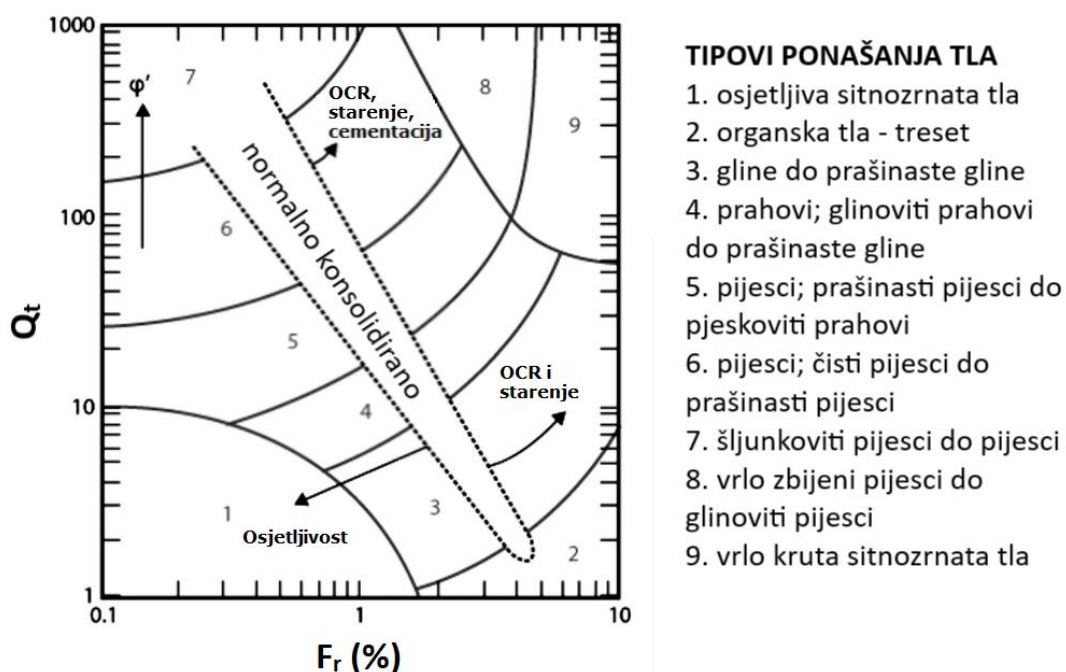 1000
100
10
1
0.1
1
10
Qt
Fr (%)
φ'
7
8
9
6
5
4
3
1
2
OCR,
starenje,
cementacija
normalno konsolidirano
OCR i
starenje
Osjetljivost
TIPOVI PONAŠANJA TLA
1. osjetljiva sitnozrnata tla
2. organska tla - treset
3. gline do prašinaste gline
4. prahovi; glinoviti prahovi
do prašinaste gline
5. pijesci; prašinasti pijesci do
pjeskoviti prahovi
6. pijesci; čisti pijesci do
prašinasti pijesci
7. šljunkoviti pijesci do pijesci
8. vrlo zbijeni pijesci do
glinoviti pijesci
9. vrlo kruta sitnozrnata tla